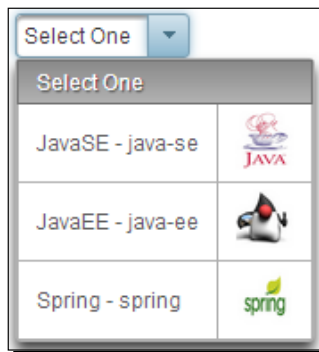 Select One
Select One
JavaSE - java-se
JAVA
JavaEE - java-ee
Spring - spring
spring